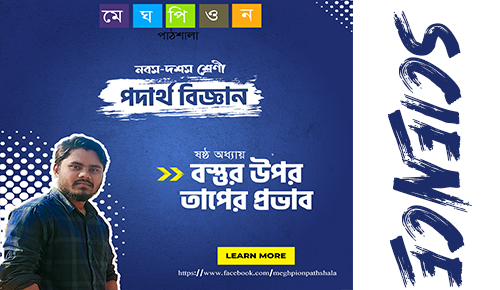 মে ঘ পি ও ন
পাঠশালা
নবম-দশম শ্রেণী
পদার্থ বিজ্ঞান
ষষ্ঠ অধ্যায়
বস্তুর উপর
তাপের প্রভাব
LEARN MORE
https://www.facebook.com/meghpionpathshala
SCIENCE